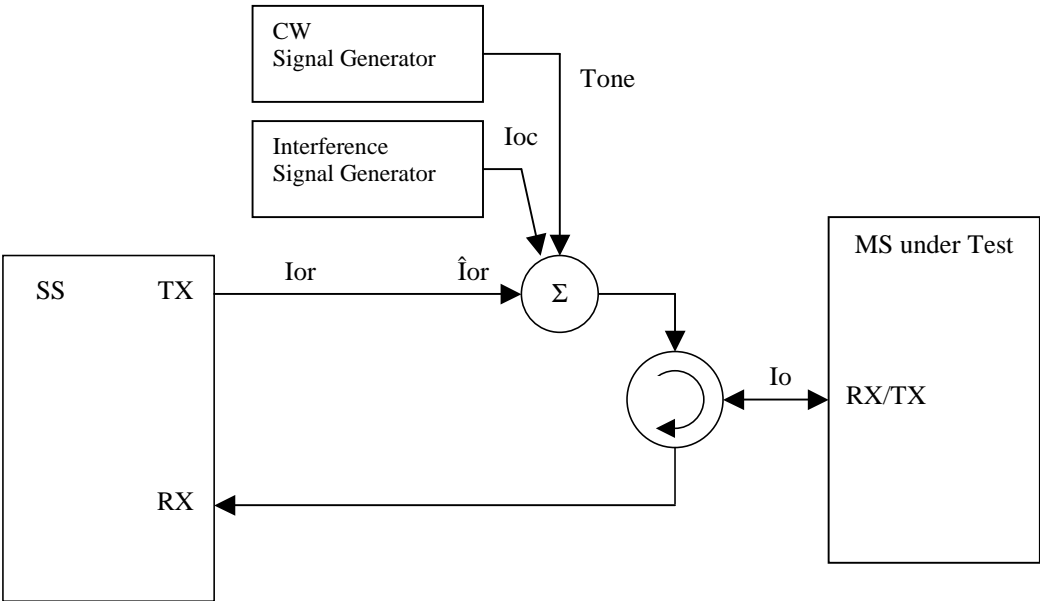 CW
Signal Generator
Tone
Interference
Signal Generator
Ioc
MS under Test
SS
TX
Ior
Îor
Σ
Io
RX/TX
RX